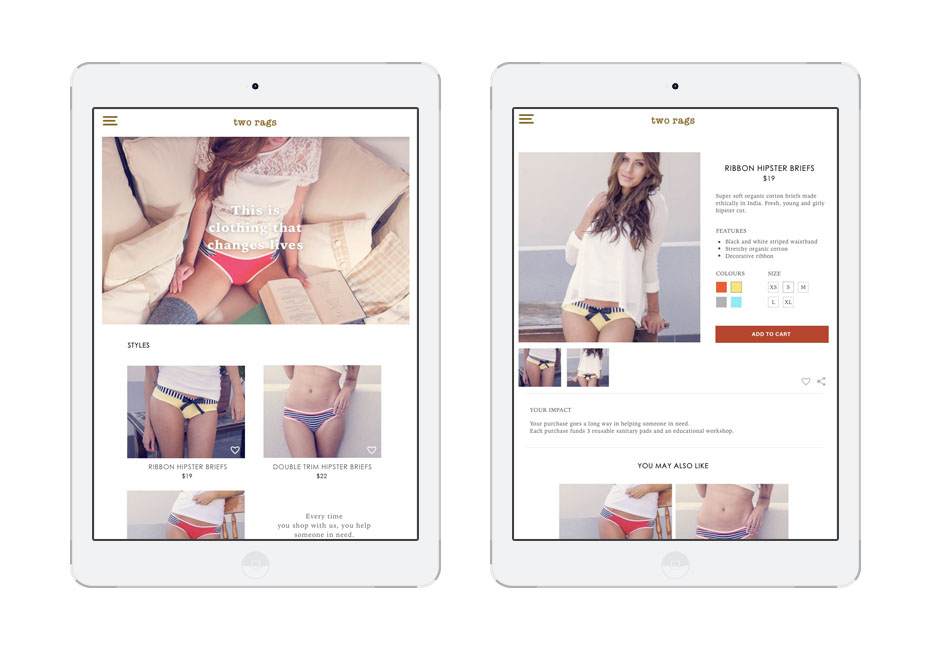 two rags
This is
clothing that
changes lives
STYLES
RIBBON HIPSTER BRIEFS
$19
DOUBLE TRIM HIPSTER BRIEFS
$22
Every time
you shop with us, you help
someone in need.
two rags
RIBBON HIPSTER BRIEFS
$19
Super soft organic cotton briefs made
ethically in India. Fresh, young and girly
hipster cut.
FEATURES
Black and white striped waistband
Stretchy organic cotton
Decorative ribbon
COLOURS
SIZE
XS S M
L XL
ADD TO CART
YOUR IMPACT
Your purchase goes a long way in helping someone in need.
Each purchase funds 3 reusable sanitary pads and an educational workshop.
YOU MAY ALSO LIKE